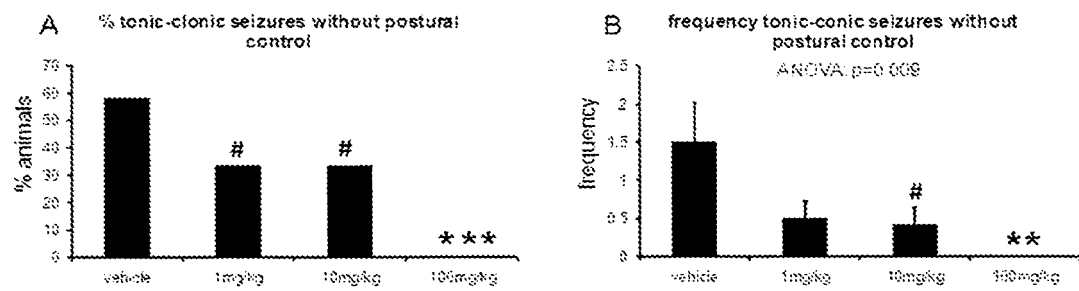 A % tonic-clonic seizures without postural
control
70
60
50
40
30
20
10
0
% animals
#
#
***
vehicle 1mg/kg 10mg/kg 100mg/kg
B frequency tonic-conic seizures without
postural control
ANOVA: p=0.009
2.5
2
1.5
1
0.5
0
frequency
#
**
vehicle 1mg/kg 10mg/kg 100mg/kg